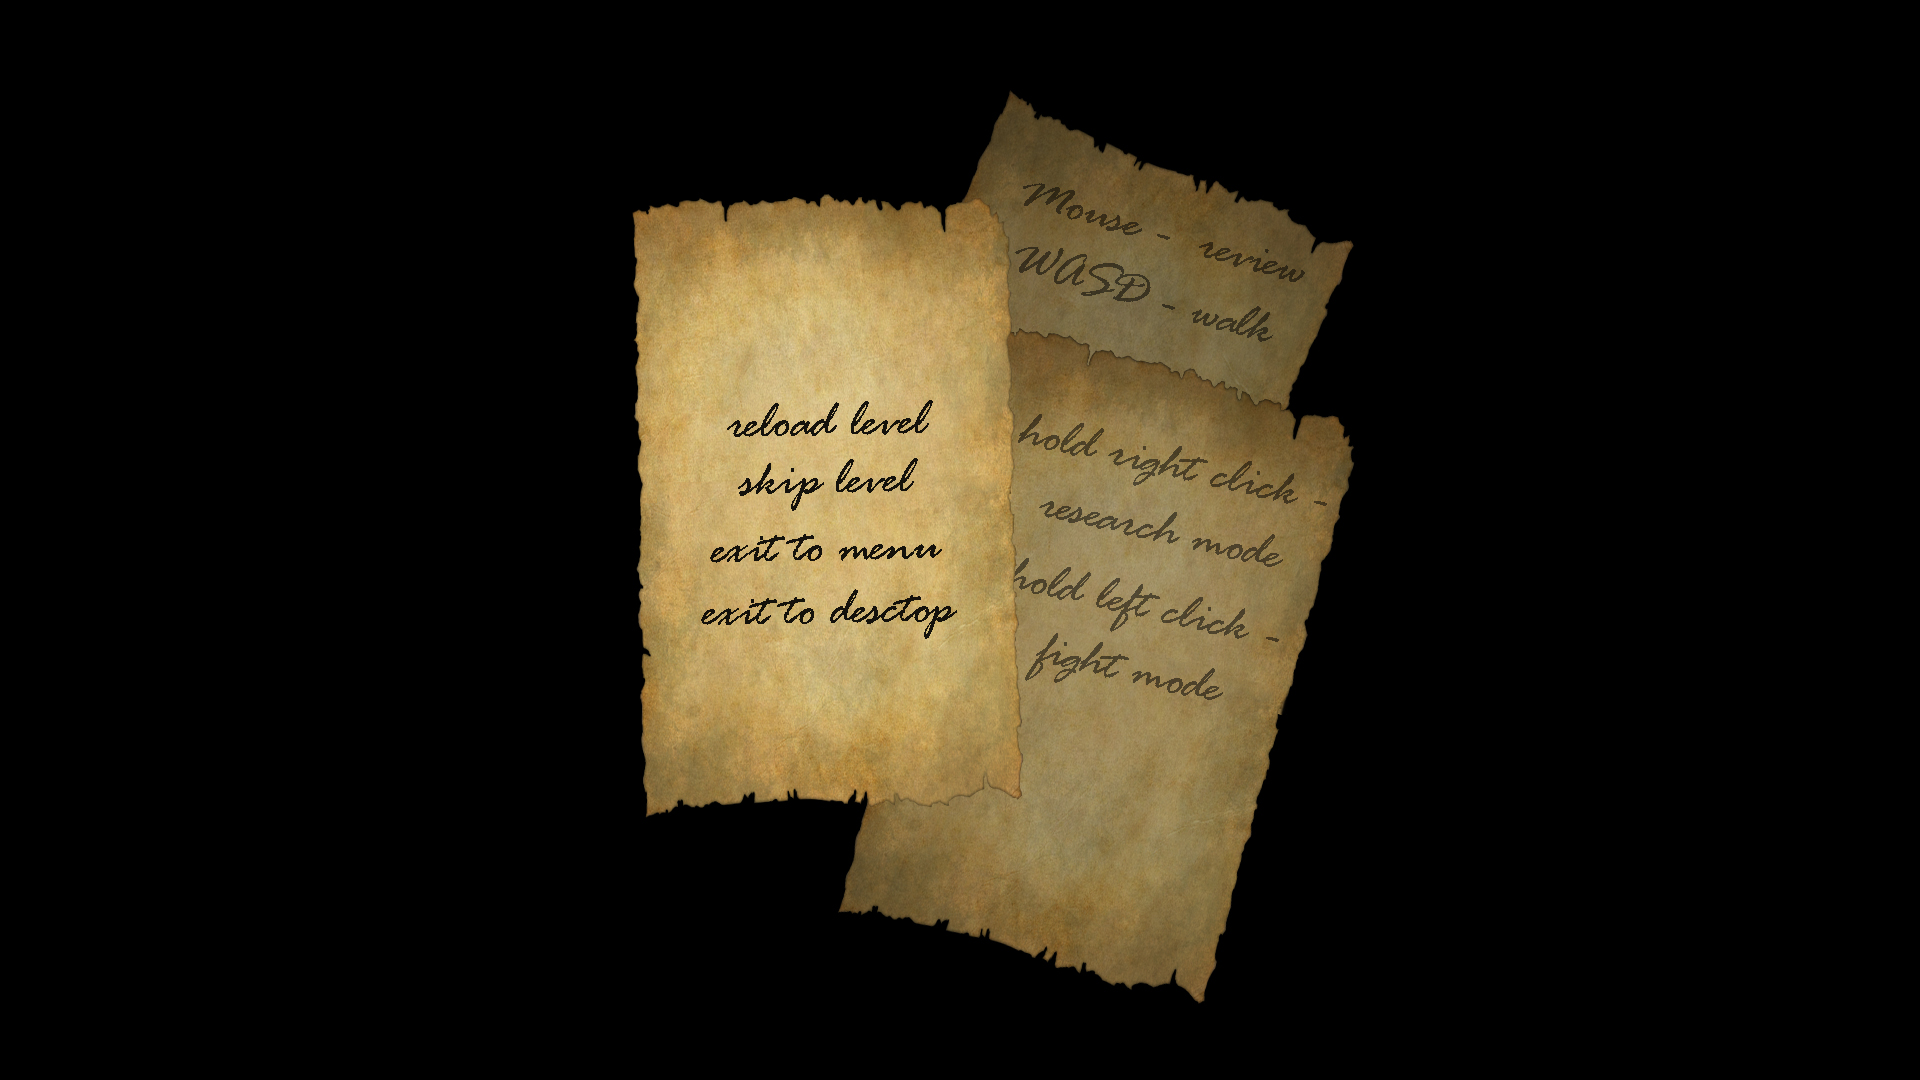 reload level
skip level
exit to menu
exit to desctop
Mouse - review
WASD - walk
hold right click -
research mode
hold left click -
fight mode